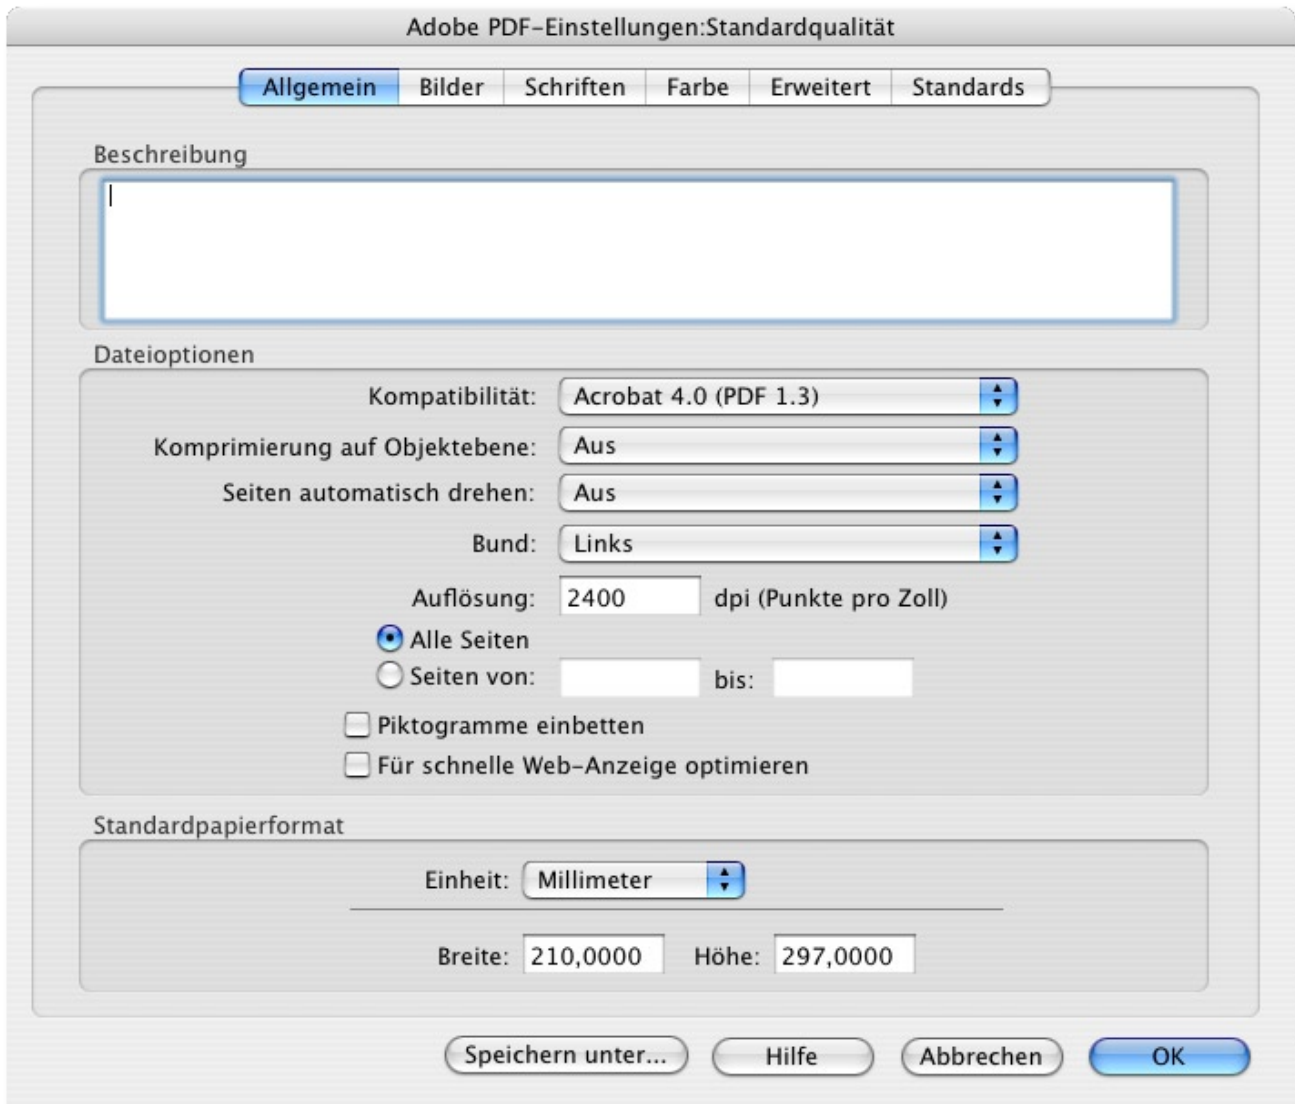 Adobe PDF-Einstellungen:Standardqualität
Allgemein Bilder Schriften Farbe Erweitert Standards
Beschreibung
Dateioptionen
Kompatibilität: Acrobat 4.0 (PDF 1.3)
Komprimierung auf Objektebene: Aus
Seiten automatisch drehen: Aus
Bund: Links
Auflösung: 2400 dpi (Punkte pro Zoll)
Alle Seiten
Seiten von: bis:
Piktogramme einbetten
Für schnelle Web-Anzeige optimieren
Standardpapierformat
Einheit: Millimeter
Breite: 210,0000 Höhe: 297,0000
Speichern unter... Hilfe Abbrechen OK